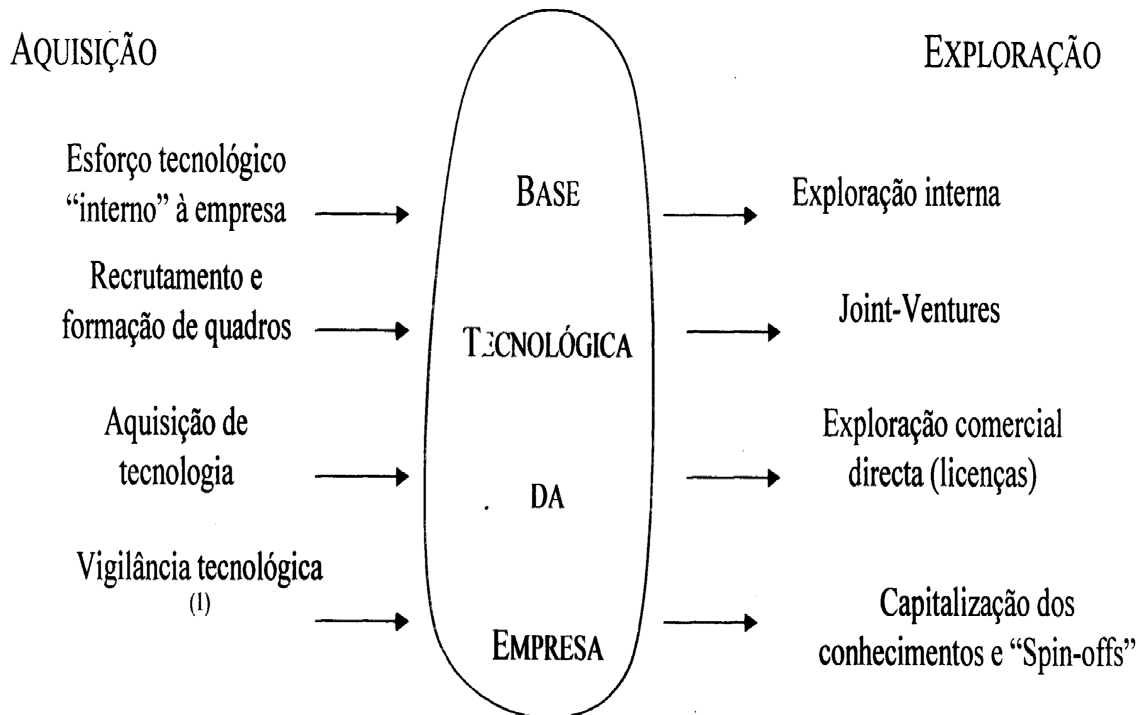 AQUISIÇÃO
Esforço tecnológico
“interno” à empresa
Recrutamento e
formação de quadros
Aquisição de
tecnologia
Vigilância tecnológica
(1)
BASE
TECNOLÓGICA
DA
EMPRESA
EXPLORAÇÃO
Exploração interna
Joint-Ventures
Exploração comercial
directa (licenças)
Capitalização dos
conhecimentos e “Spin-offs”